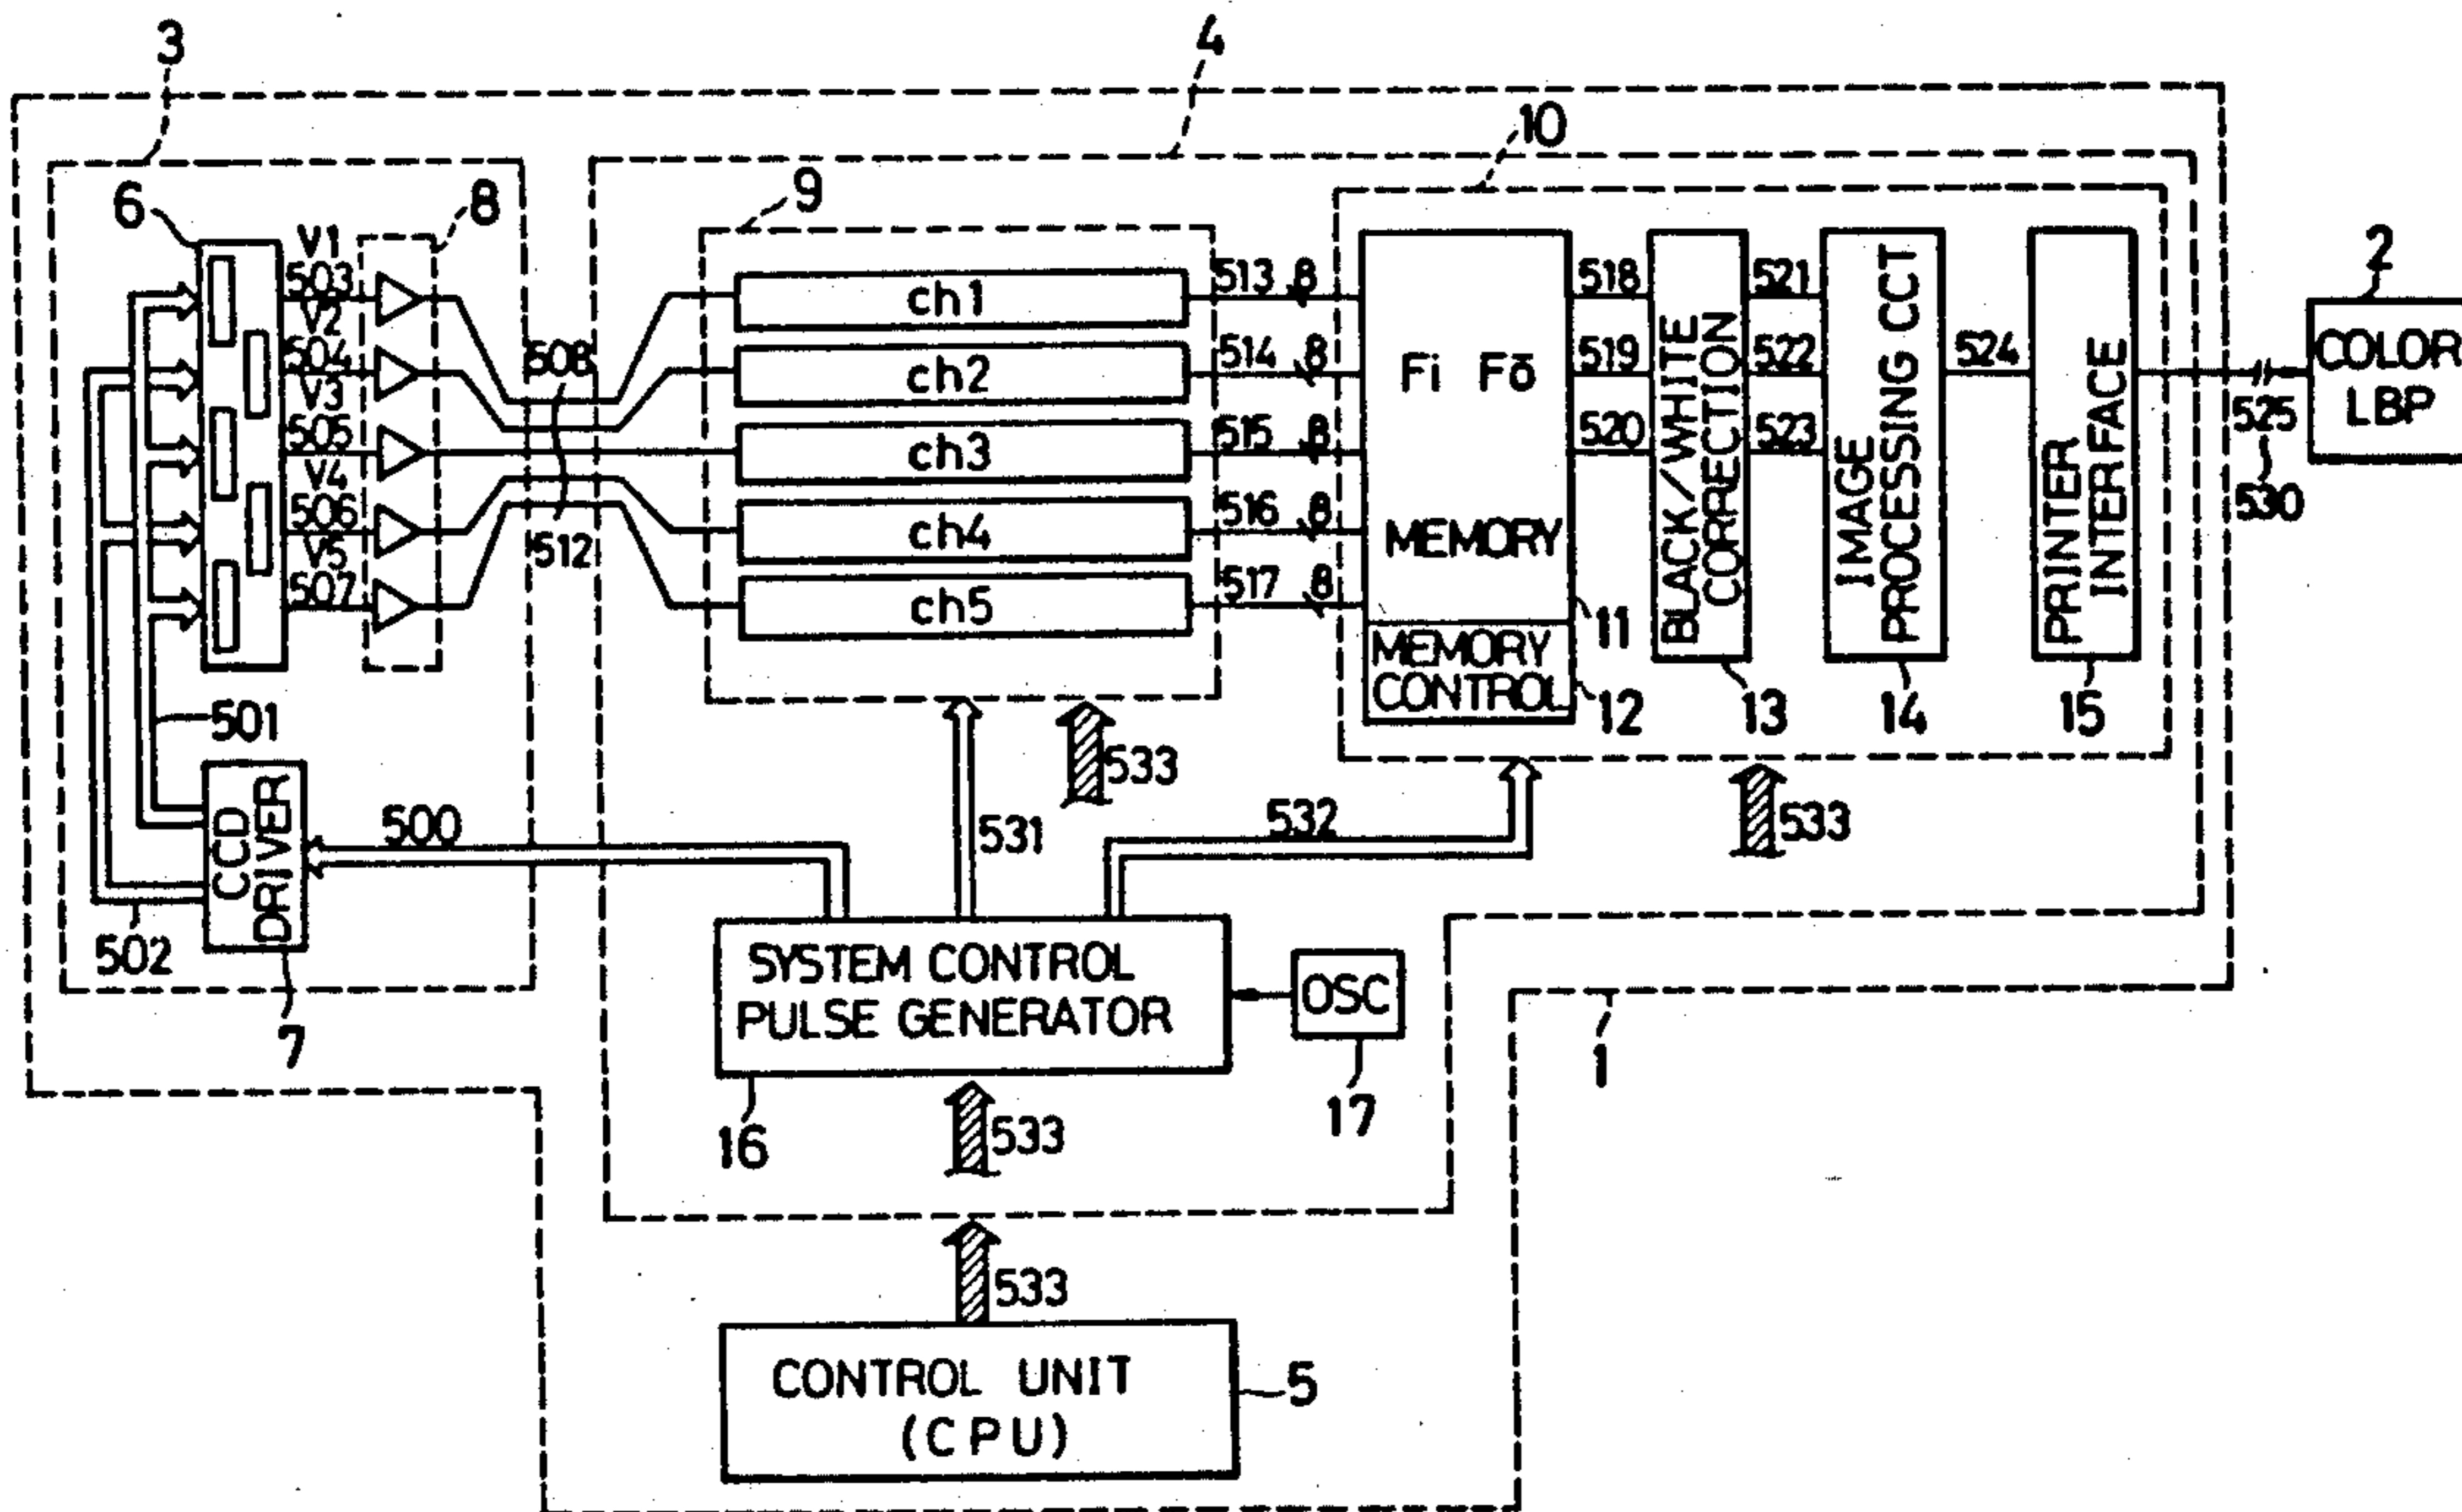 3
4
10
6
8
9
2
V1
503
V2
504
V3
505
V4
506
V5
507
508
512
ch1
ch2
ch3
ch4
ch5
513 8
514 8
515 8
516 8
517 8
Fi Fō
MEMORY
MEMORY
CONTROL
11
12
518
519
520
BLACK/WHITE
CORRECTION
13
521
522
523
IMAGE
PROCESSING CCT
14
524
PRINTER
INTERFACE
15
525
530
COLOR
LBP
501
502
CCD
DRIVER
7
500
531
533
532
533
SYSTEM CONTROL
PULSE GENERATOR
16
OSC
17
1
533
533
CONTROL UNIT
(CPU)
5